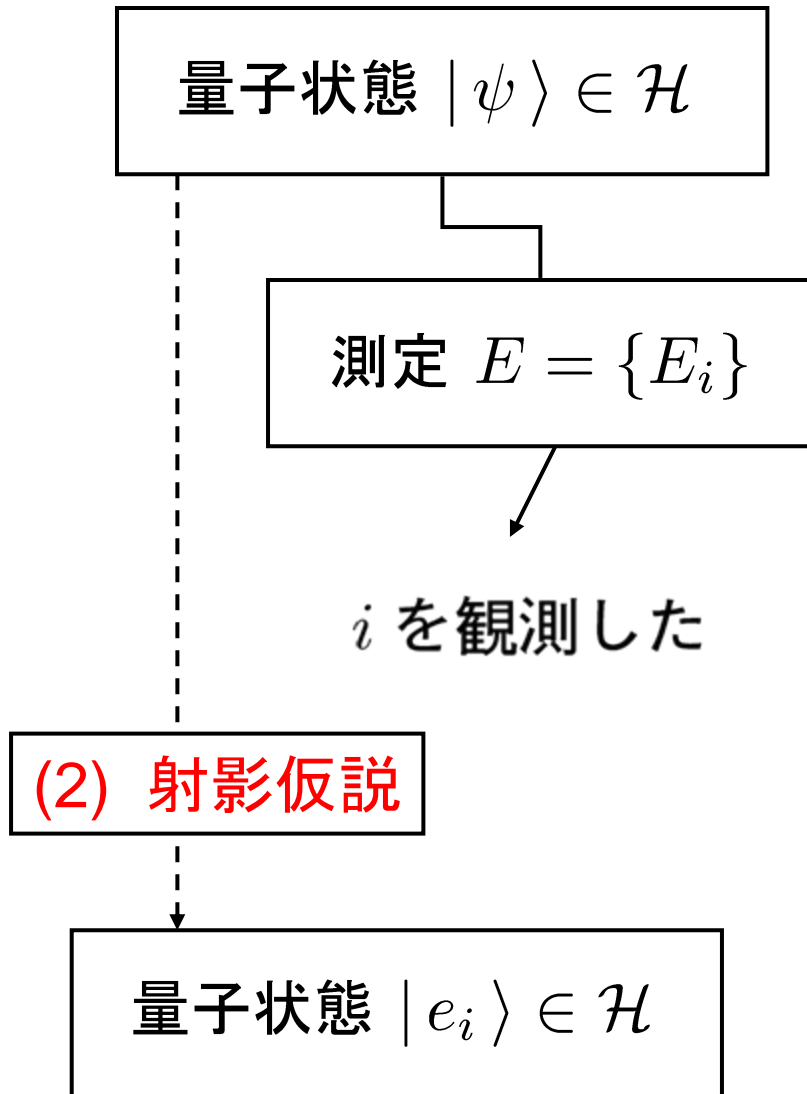 量子状態 | ψ ⟩ ∈ ℋ
測定 E = {E_i}
i を観測した
(2) 射影仮説
量子状態 | e_i ⟩ ∈ ℋ